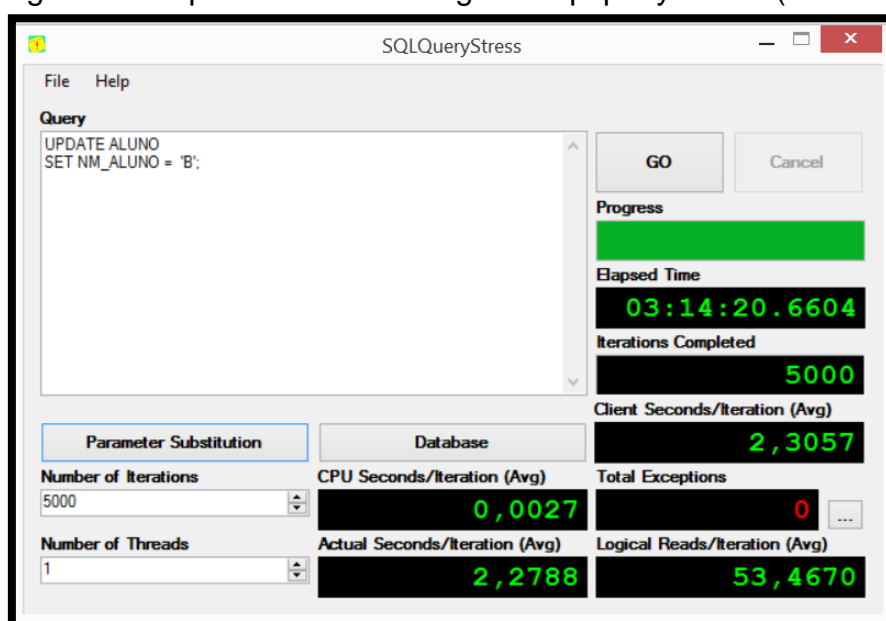 SQLQueryStress
File Help
Query
UPDATE ALUNO
SET NM_ALUNO = 'B';
GO
Cancel
Progress
Elapsed Time
03:14:20.6604
Iterations Completed
5000
Client Seconds/Iteration (Avg)
2,3057
Parameter Substitution
Database
Number of Iterations
5000
CPU Seconds/Iteration (Avg)
0,0027
Total Exceptions
0
...
Number of Threads
1
Actual Seconds/Iteration (Avg)
2,2788
Logical Reads/Iteration (Avg)
53,4670